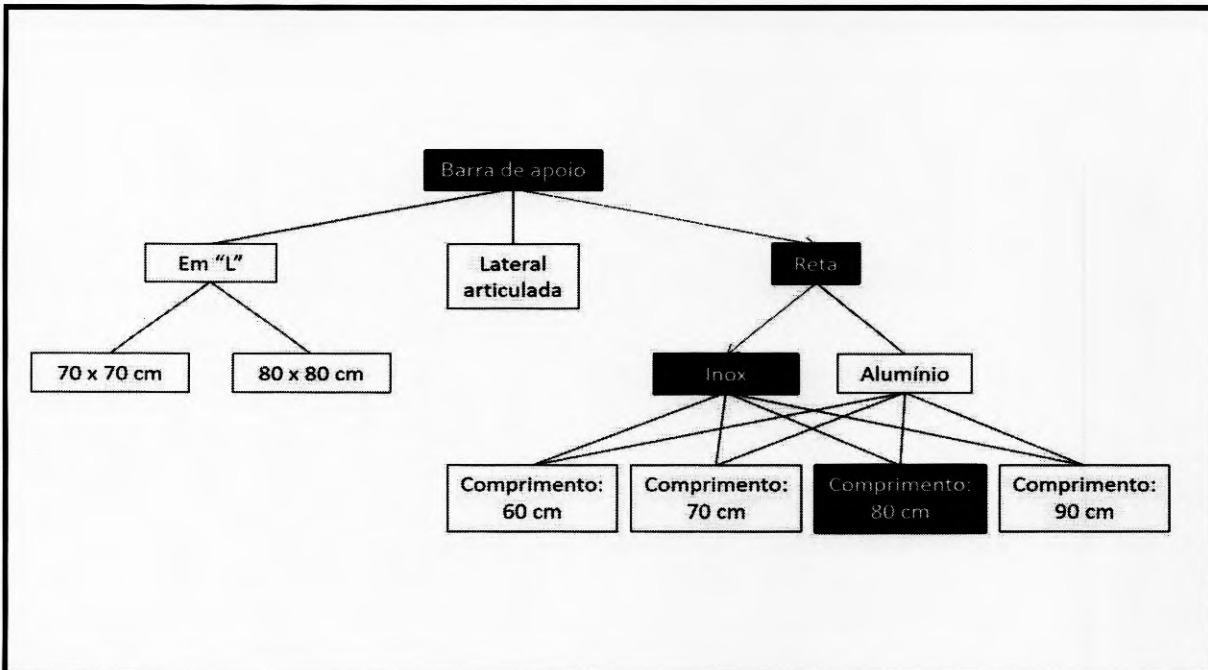 Barra de apoio
Em “L”
Lateral
articulada
Reta
70 x 70 cm
80 x 80 cm
Inox
Alumínio
Comprimento:
60 cm
Comprimento:
70 cm
Comprimento:
80 cm
Comprimento:
90 cm